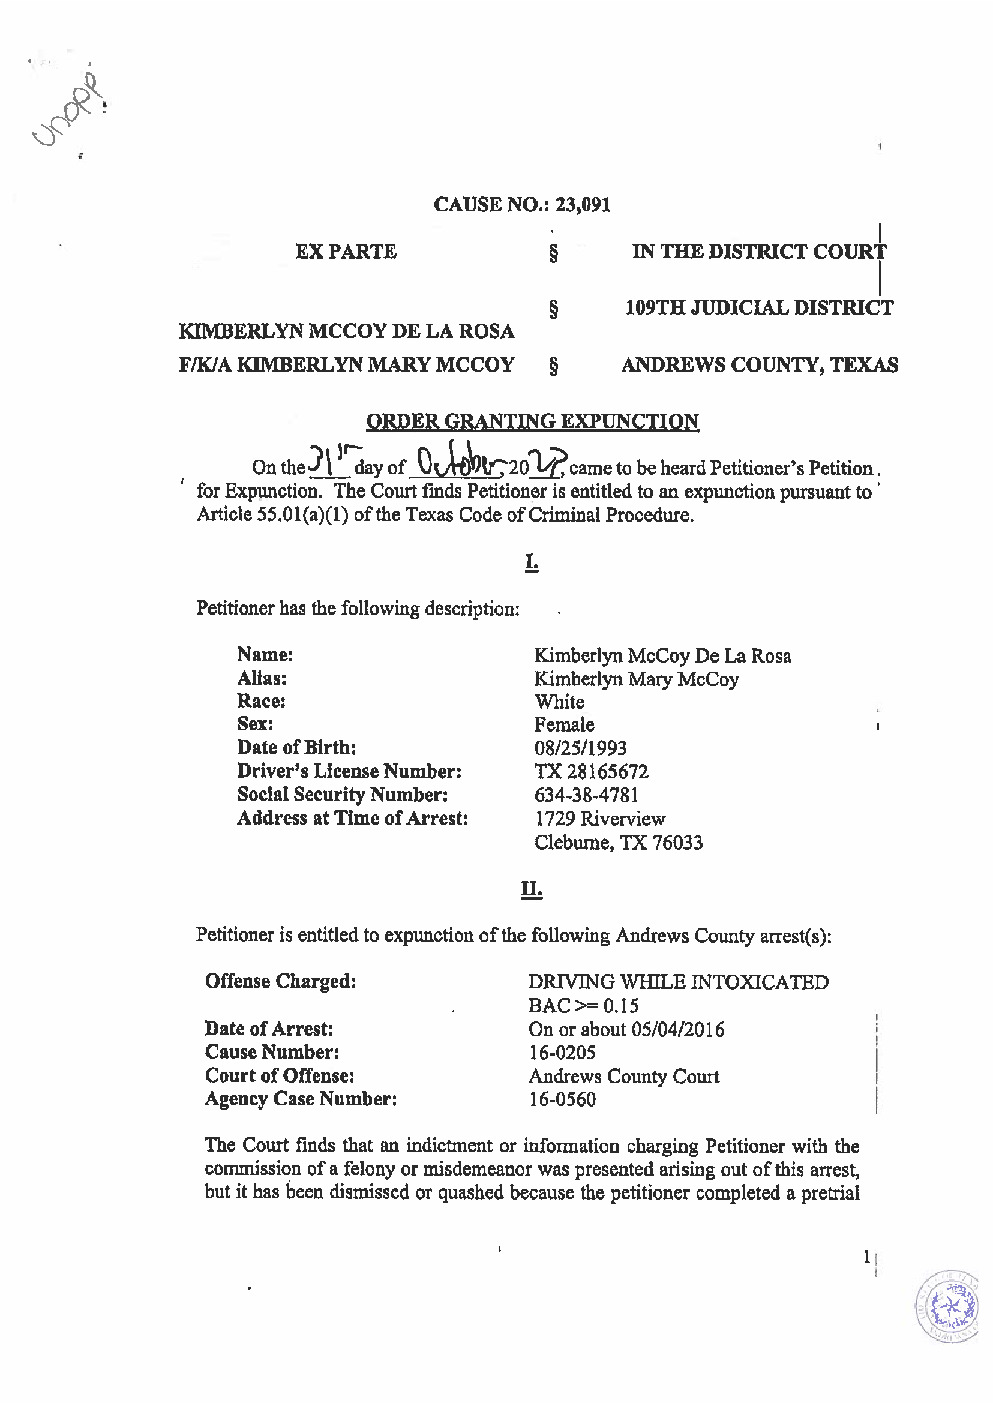 unapp
CAUSE NO.: 23,091
EX PARTE § IN THE DISTRICT COURT
§ 109TH JUDICIAL DISTRICT
KIMBERLYN MCCOY DE LA ROSA
F/K/A KIMBERLYN MARY MCCOY § ANDREWS COUNTY, TEXAS
ORDER GRANTING EXPUNCTION
On the 31st day of October, 20 came to be heard Petitioner's Petition
for Expunction. The Court finds Petitioner is entitled to an expunction pursuant to
Article 55.01(a)(1) of the Texas Code of Criminal Procedure.
I.
Petitioner has the following description:
Name: Kimberlyn McCoy De La Rosa
Alias: Kimberlyn Mary McCoy
Race: White
Sex: Female
Date of Birth: 08/25/1993
Driver's License Number: TX 28165672
Social Security Number: 634-38-4781
Address at Time of Arrest: 1729 Riverview
Cleburne, TX 76033
II.
Petitioner is entitled to expunction of the following Andrews County arrest(s):
Offense Charged: DRIVING WHILE INTOXICATED
BAC >= 0.15
Date of Arrest: On or about 05/04/2016
Cause Number: 16-0205
Court of Offense: Andrews County Court
Agency Case Number: 16-0560
The Court finds that an indictment or information charging Petitioner with the
commission of a felony or misdemeanor was presented arising out of this arrest,
but it has been dismissed or quashed because the petitioner completed a pretrial
1